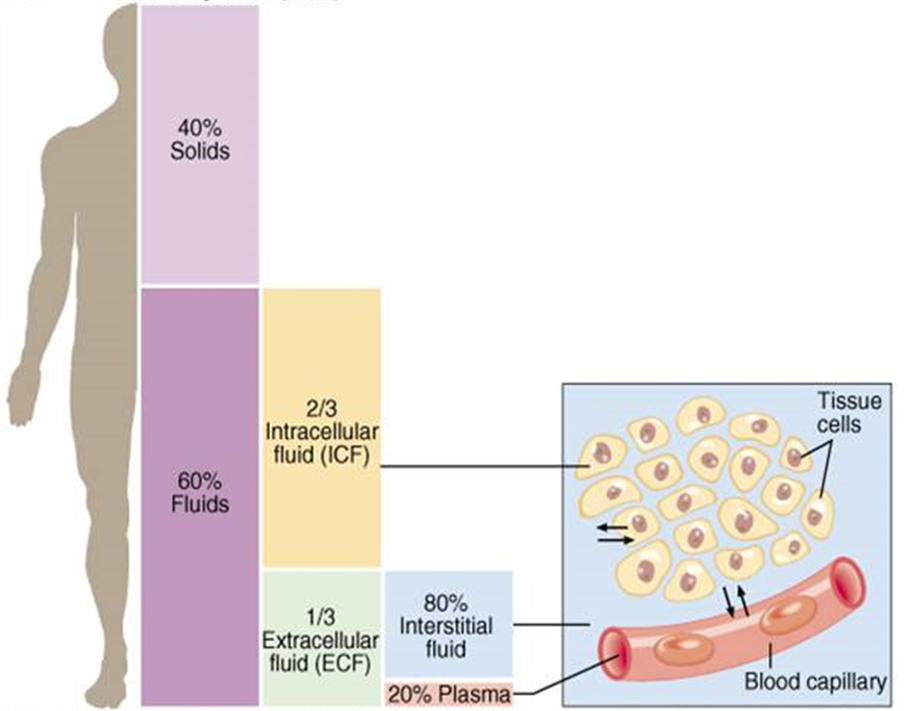 40%
Solids
60%
Fluids
2/3
Intracellular
fluid (ICF)
1/3
Extracellular
fluid (ECF)
80%
Interstitial
fluid
20% Plasma
Tissue
cells
Blood capillary